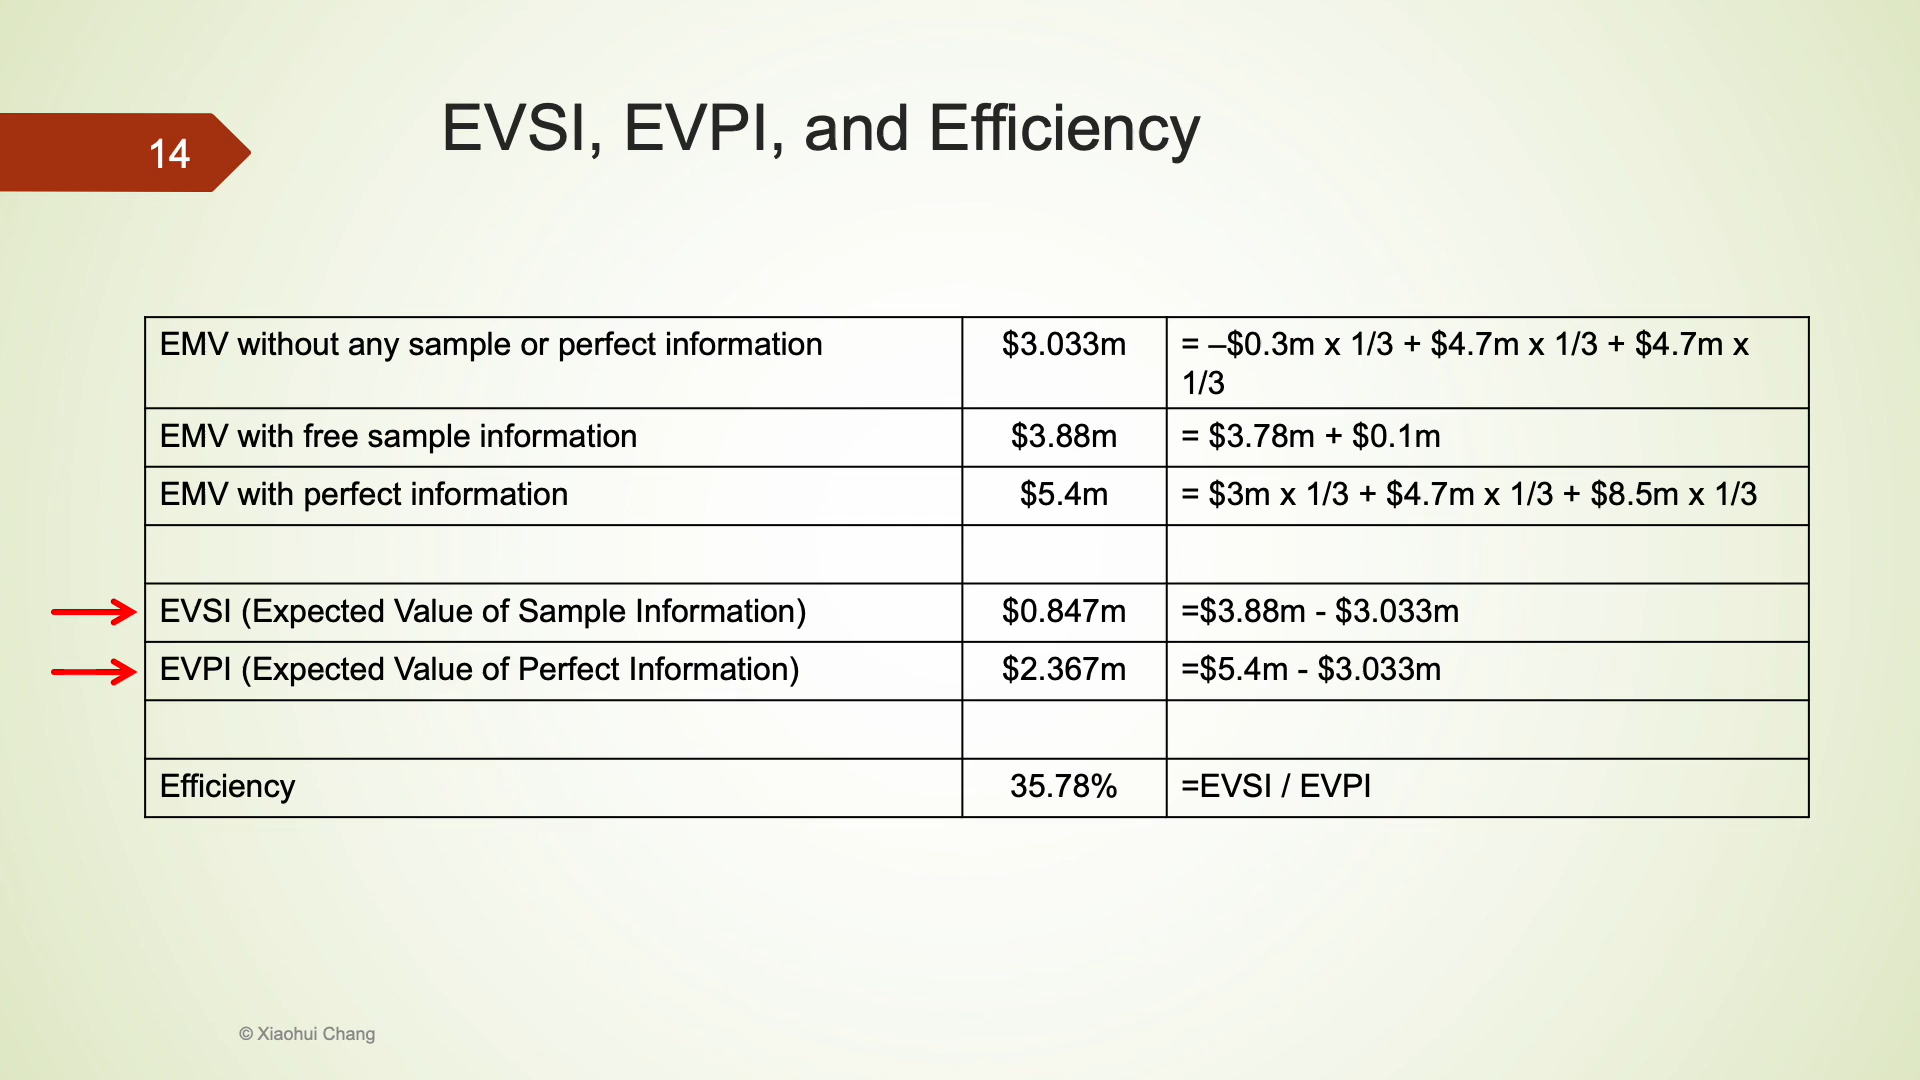 14
EVSI, EVPI, and Efficiency
EMV without any sample or perfect information $3.033m = –$0.3m x 1/3 + $4.7m x 1/3 + $4.7m x
1/3
EMV with free sample information $3.88m = $3.78m + $0.1m
EMV with perfect information $5.4m = $3m x 1/3 + $4.7m x 1/3 + $8.5m x 1/3
EVSI (Expected Value of Sample Information) $0.847m =$3.88m - $3.033m
EVPI (Expected Value of Perfect Information) $2.367m =$5.4m - $3.033m
Efficiency 35.78% =EVSI / EVPI
© Xiaohui Chang